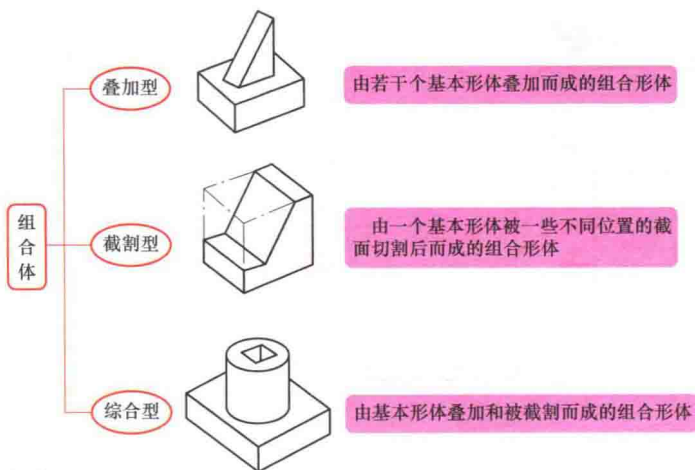 组合体
叠加型
由若干个基本形体叠加而成的组合形体
截割型
由一个基本形体被一些不同位置的截
面切割后而成的组合形体
综合型
由基本形体叠加和被截割而成的组合形体